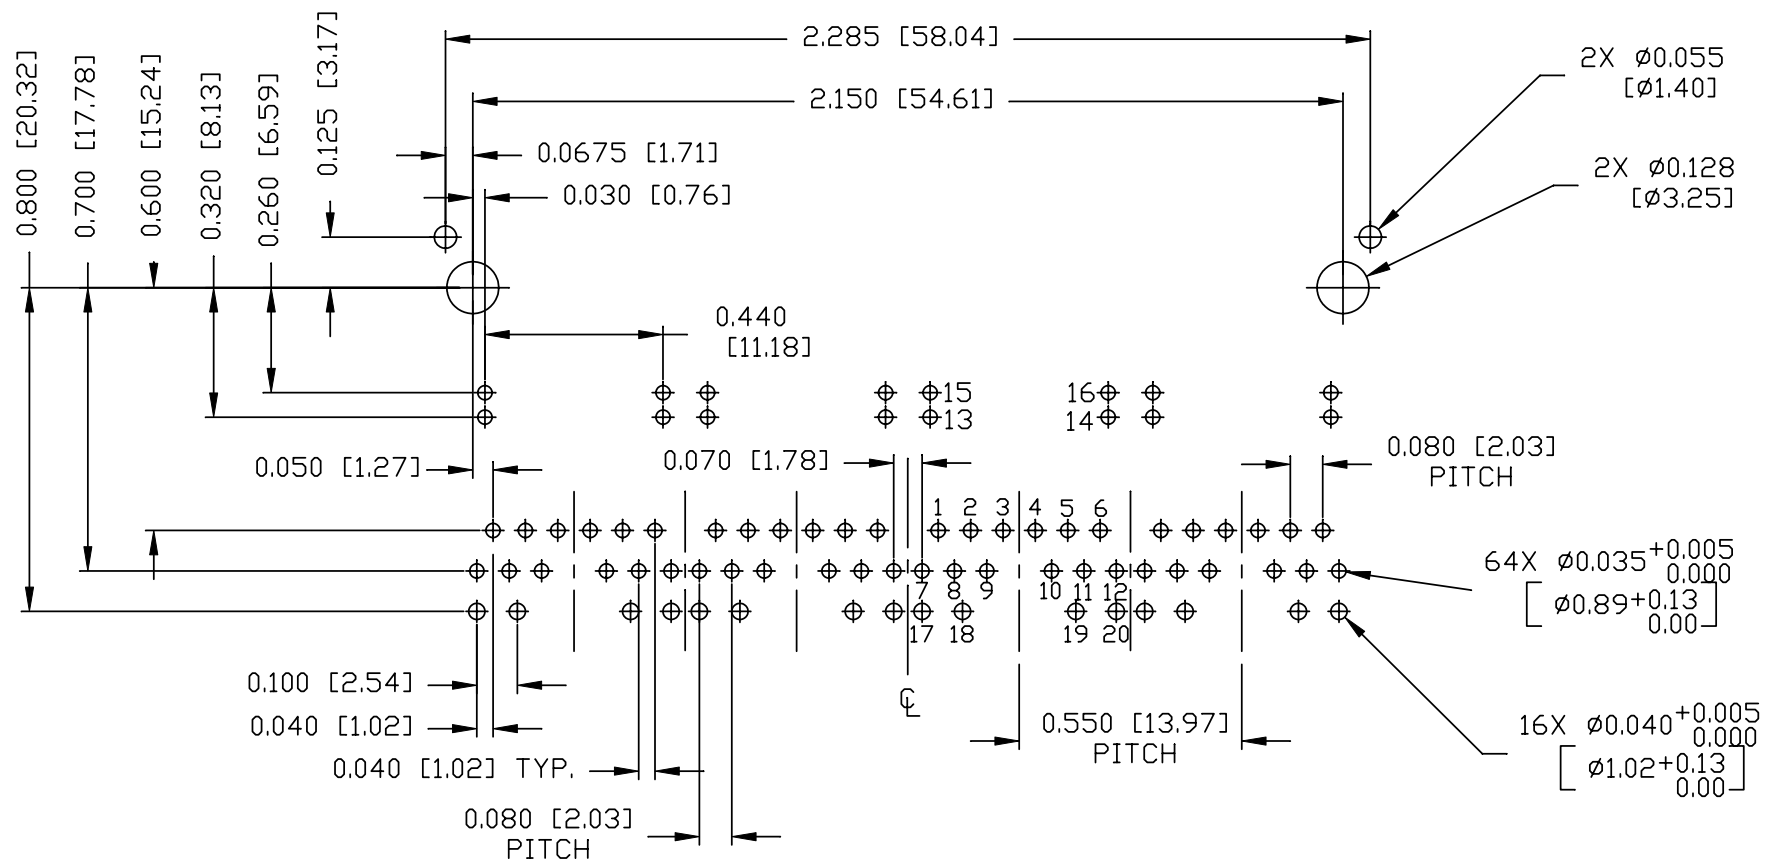 2.285 [58.04]
2.150 [54.61]
0.0675 [1.71]
0.030 [0.76]
0.800 [20.32]
0.700 [17.78]
0.600 [15.24]
0.320 [8.13]
0.260 [6.59]
0.125 [3.17]
2X ø0.055
[ø1.40]
2X ø0.128
[ø3.25]
0.440
[11.18]
15
16
13
14
0.050 [1.27]
0.070 [1.78]
0.080 [2.03]
PITCH
1 2 3 4 5 6
7 8 9 10 11 12
17 18 19 20
64X ø0.035+0.005
0.000
[ø0.89+0.13
0.00]
0.100 [2.54]
0.040 [1.02]
0.040 [1.02] TYP.
0.080 [2.03]
PITCH
℄
0.550 [13.97]
PITCH
16X ø0.040+0.005
0.000
[ø1.02+0.13
0.00]